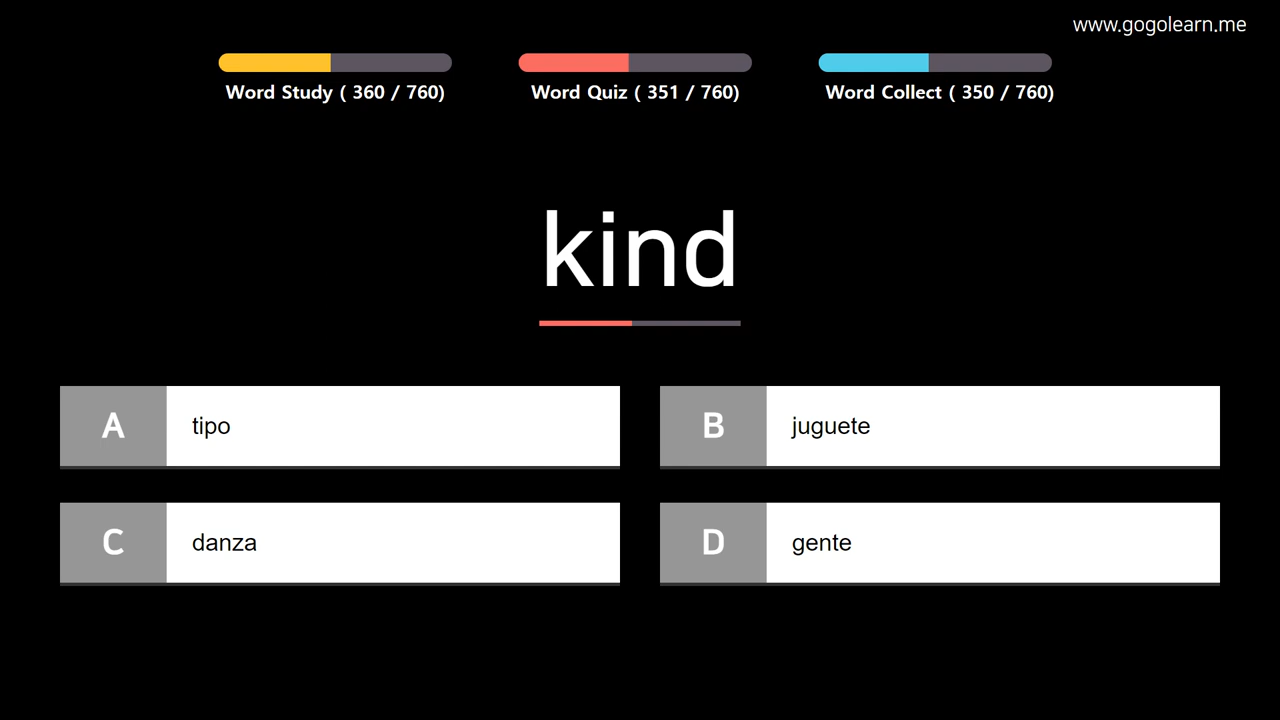 www.gogolearn.me
Word Study ( 360 / 760)
Word Quiz ( 351 / 760)
Word Collect ( 350 / 760)
kind
A tipo
B juguete
C danza
D gente